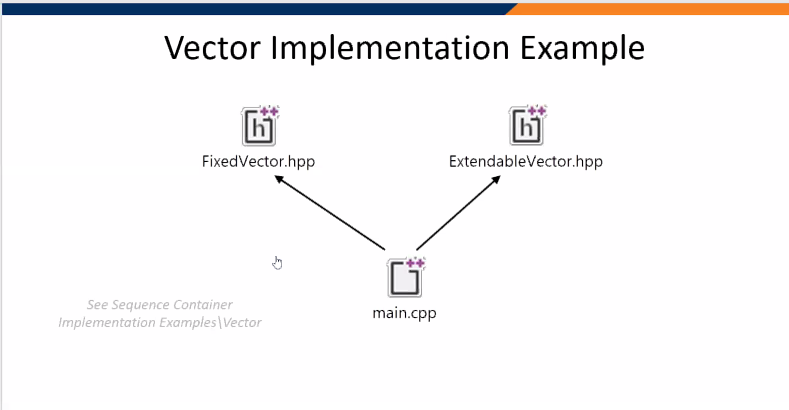 Vector Implementation Example
h
++
h
++
FixedVector.hpp
ExtendableVector.hpp
++
main.cpp
See Sequence Container
Implementation Examples\Vector